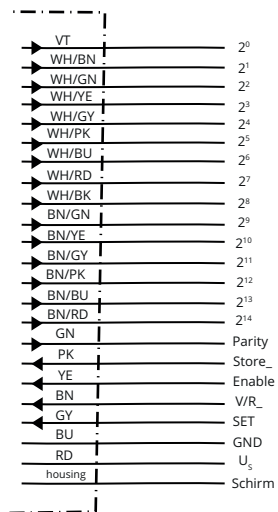 VT 2⁰
WH/BN 2¹
WH/GN 2²
WH/YE 2³
WH/GY 2⁴
WH/PK 2⁵
WH/BU 2⁶
WH/RD 2⁷
WH/BK 2⁸
BN/GN 2⁹
BN/YE 2¹⁰
BN/GY 2¹¹
BN/PK 2¹²
BN/BU 2¹³
BN/RD 2¹⁴
GN Parity
PK Store_
YE Enable
BN V/R_
GY SET
BU GND
RD Uₛ
housing Schirm